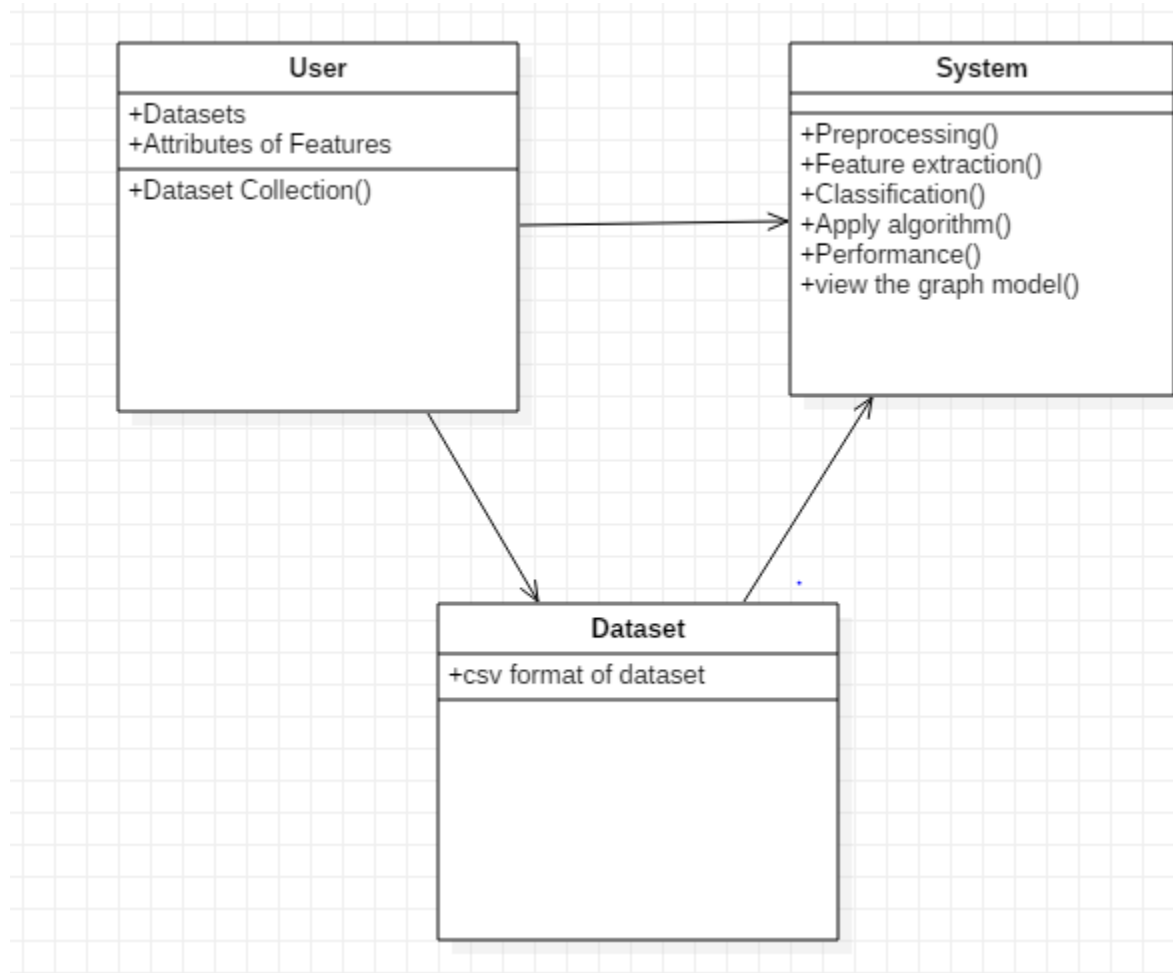 User
+Datasets
+Attributes of Features
+Dataset Collection()
System
+Preprocessing()
+Feature extraction()
+Classification()
+Apply algorithm()
+Performance()
+view the graph model()
Dataset
+csv format of dataset